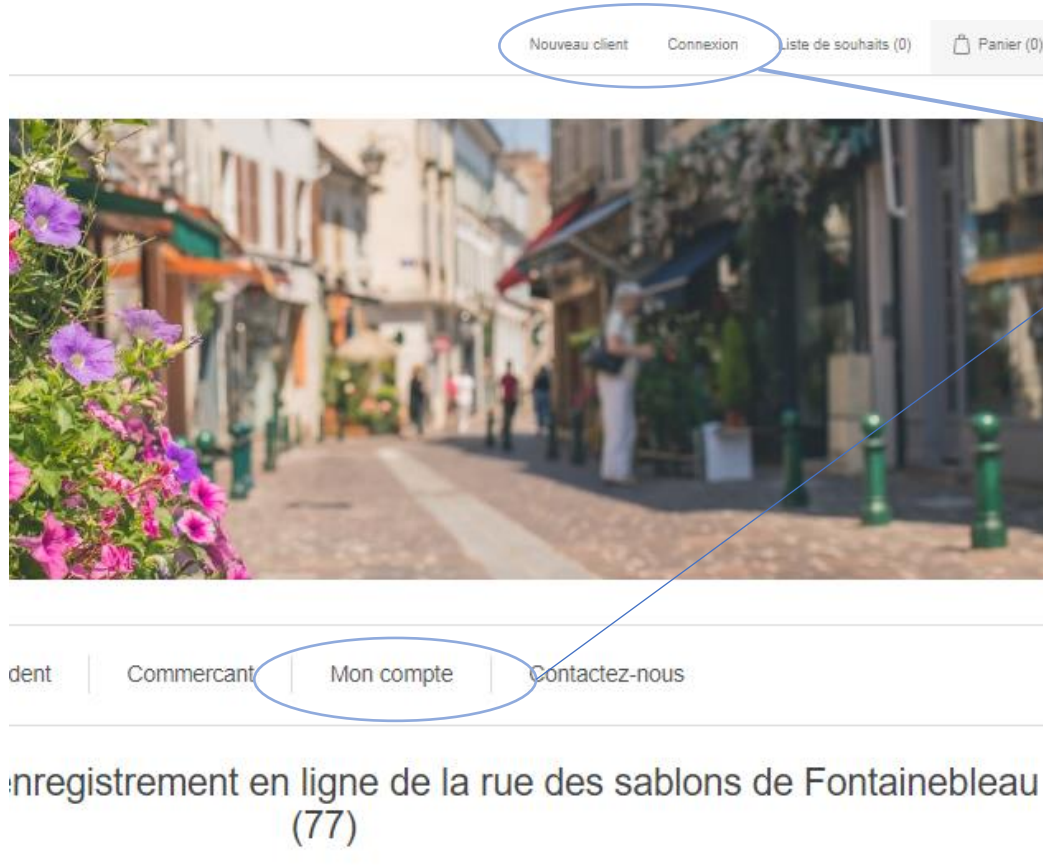 Nouveau client Connexion Liste de souhaits (0) Panier (0)
dent Commercant Mon compte Contactez-nous
enregistrement en ligne de la rue des sablons de Fontainebleau
(77)